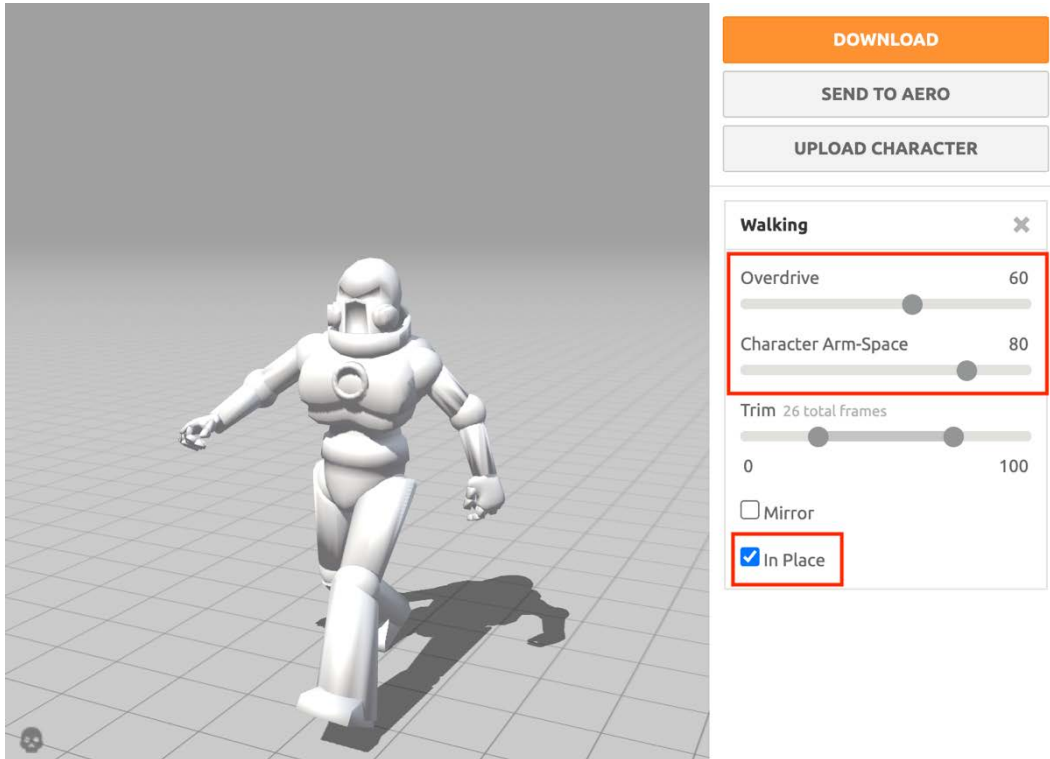 DOWNLOAD
SEND TO AERO
UPLOAD CHARACTER
Walking
Overdrive 60
Character Arm-Space 80
Trim 26 total frames
0 100
Mirror
In Place